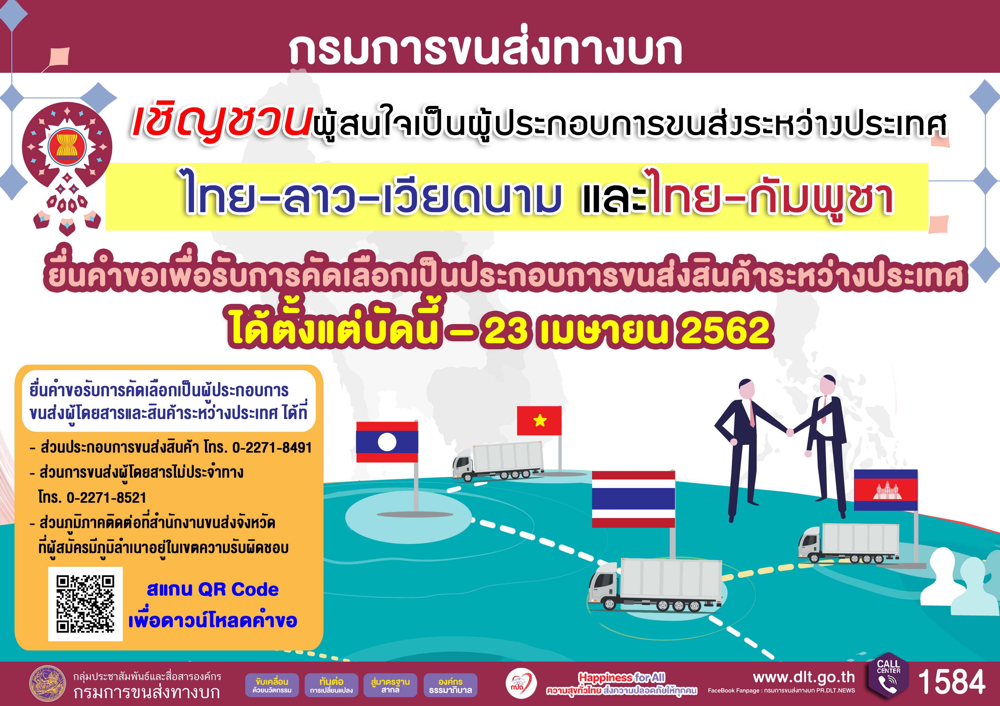 กรมการขนส่งทางบก
เชิญชวนผู้สนใจเป็นผู้ประกอบการขนส่งระหว่างประเทศ
asean
ไทย-ลาว-เวียดนาม และไทย-กัมพูชา
ยื่นคำขอเพื่อรับการคัดเลือกเป็นประกอบการขนส่งสินค้าระหว่างประเทศ
ได้ตั้งแต่บัดนี้ – 23 เมษายน 2562
ยื่นคำขอรับการคัดเลือกเป็นผู้ประกอบการ
ขนส่งผู้โดยสารและสินค้าระหว่างประเทศ ได้ที่
- ส่วนประกอบการขนส่งสินค้า โทร. 0-2271-8491
- ส่วนการขนส่งผู้โดยสารไม่ประจำทาง
โทร. 0-2271-8521
- ส่วนภูมิภาคติดต่อที่สำนักงานขนส่งจังหวัด
ที่ผู้สมัครมีภูมิลำเนาอยู่ในเขตความรับผิดชอบ
สแกน QR Code
เพื่อดาวน์โหลดคำขอ
กลุ่มประชาสัมพันธ์และสื่อสารองค์กร
กรมการขนส่งทางบก
ขับเคลื่อน
ด้วยนวัตกรรม
ทันต่อ
การเปลี่ยนแปลง
สู่มาตรฐาน
สากล
องค์กร
ธรรมาภิบาล
กปถ
Happiness for All
ความสุขทั่วไทย ส่งความปลอดภัยให้ทุกคน
www.dlt.go.th
FaceBook Fanpage : กรมการขนส่งทางบก PR.DLT.NEWS
CALL
CENTER
1584